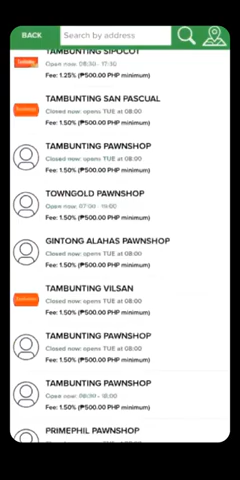 BACK
Search by address
TAMBUNTING SIPOCOT
Open now: 08:30 - 17:30
Fee: 1.25% (₱500.00 PHP minimum)
TAMBUNTING SAN PASCUAL
Closed now: opens TUE at 08:00
Fee: 1.50% (₱500.00 PHP minimum)
TAMBUNTING PAWNSHOP
Closed now: opens TUE at 08:00
Fee: 1.50% (₱500.00 PHP minimum)
TOWNGOLD PAWNSHOP
Open now: 07:00 - 19:00
Fee: 1.50% (₱500.00 PHP minimum)
GINTONG ALAHAS PAWNSHOP
Closed now: opens TUE at 08:00
Fee: 1.50% (₱500.00 PHP minimum)
TAMBUNTING VILSAN
Closed now: opens TUE at 08:00
Fee: 1.50% (₱500.00 PHP minimum)
TAMBUNTING PAWNSHOP
Closed now: opens TUE at 08:00
Fee: 1.50% (₱500.00 PHP minimum)
TAMBUNTING PAWNSHOP
Open now: - 18:00
Fee: 1.50% (₱500.00 PHP minimum)
PRIMEPHIL PAWNSHOP